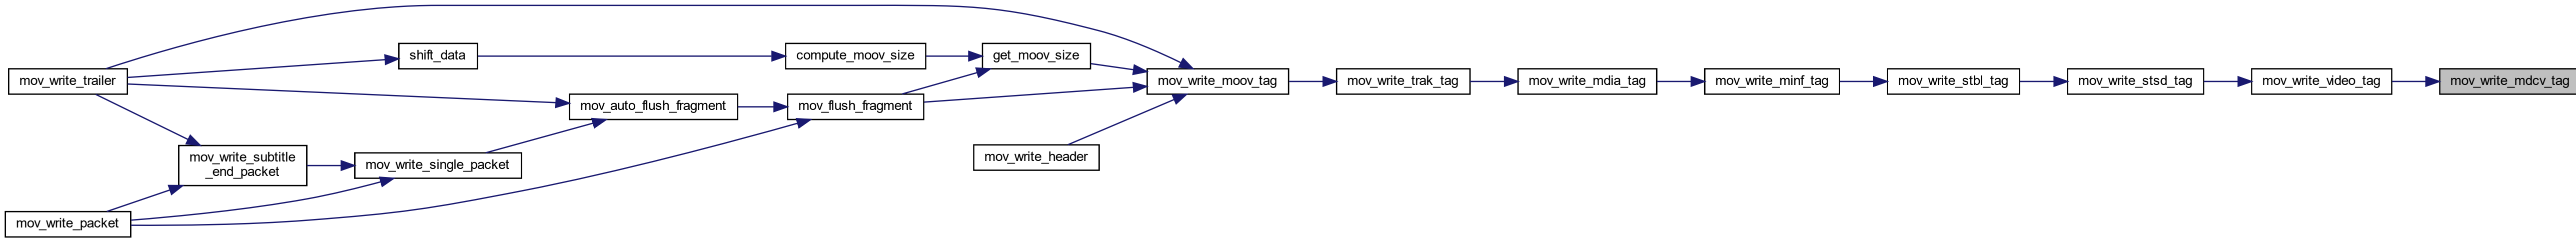 mov_write_trailer
shift_data
compute_moov_size
get_moov_size
mov_auto_flush_fragment
mov_flush_fragment
mov_write_subtitle
_end_packet
mov_write_single_packet
mov_write_header
mov_write_packet
mov_write_moov_tag
mov_write_trak_tag
mov_write_mdia_tag
mov_write_minf_tag
mov_write_stbl_tag
mov_write_stsd_tag
mov_write_video_tag
mov_write_mdcv_tag